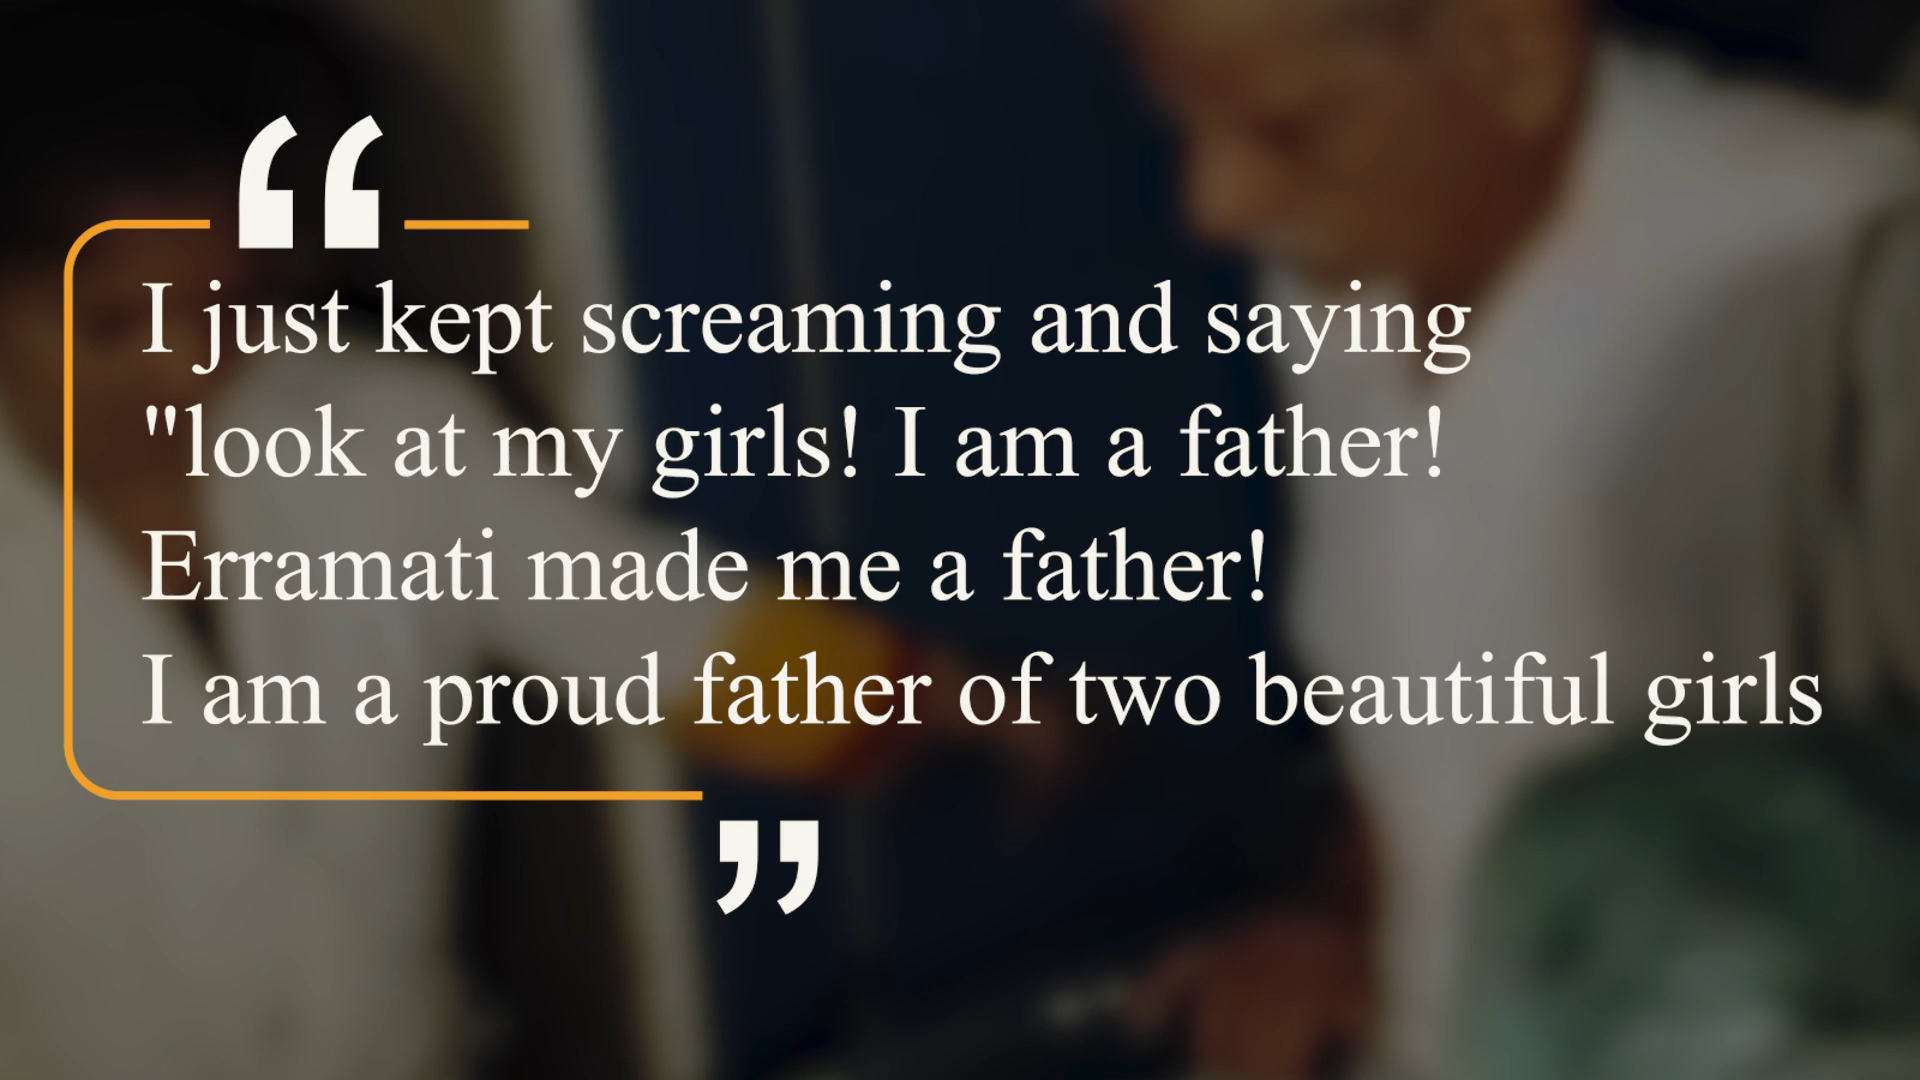 “
I just kept screaming and saying
"look at my girls! I am a father!
Erramati made me a father!
I am a proud father of two beautiful girls
”